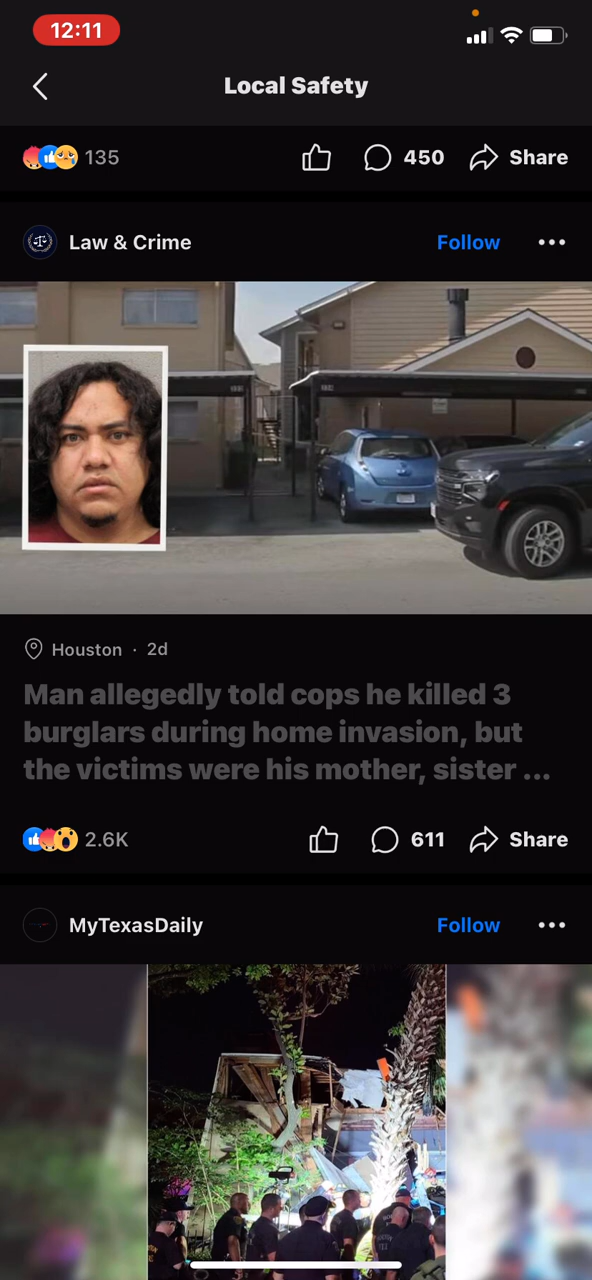 12:11
Local Safety
135
450
Share
Law & Crime
Follow
Houston · 2d
Man allegedly told cops he killed 3
burglars during home invasion, but
the victims were his mother, sister ...
2.6K
611
Share
MyTexasDaily
Follow